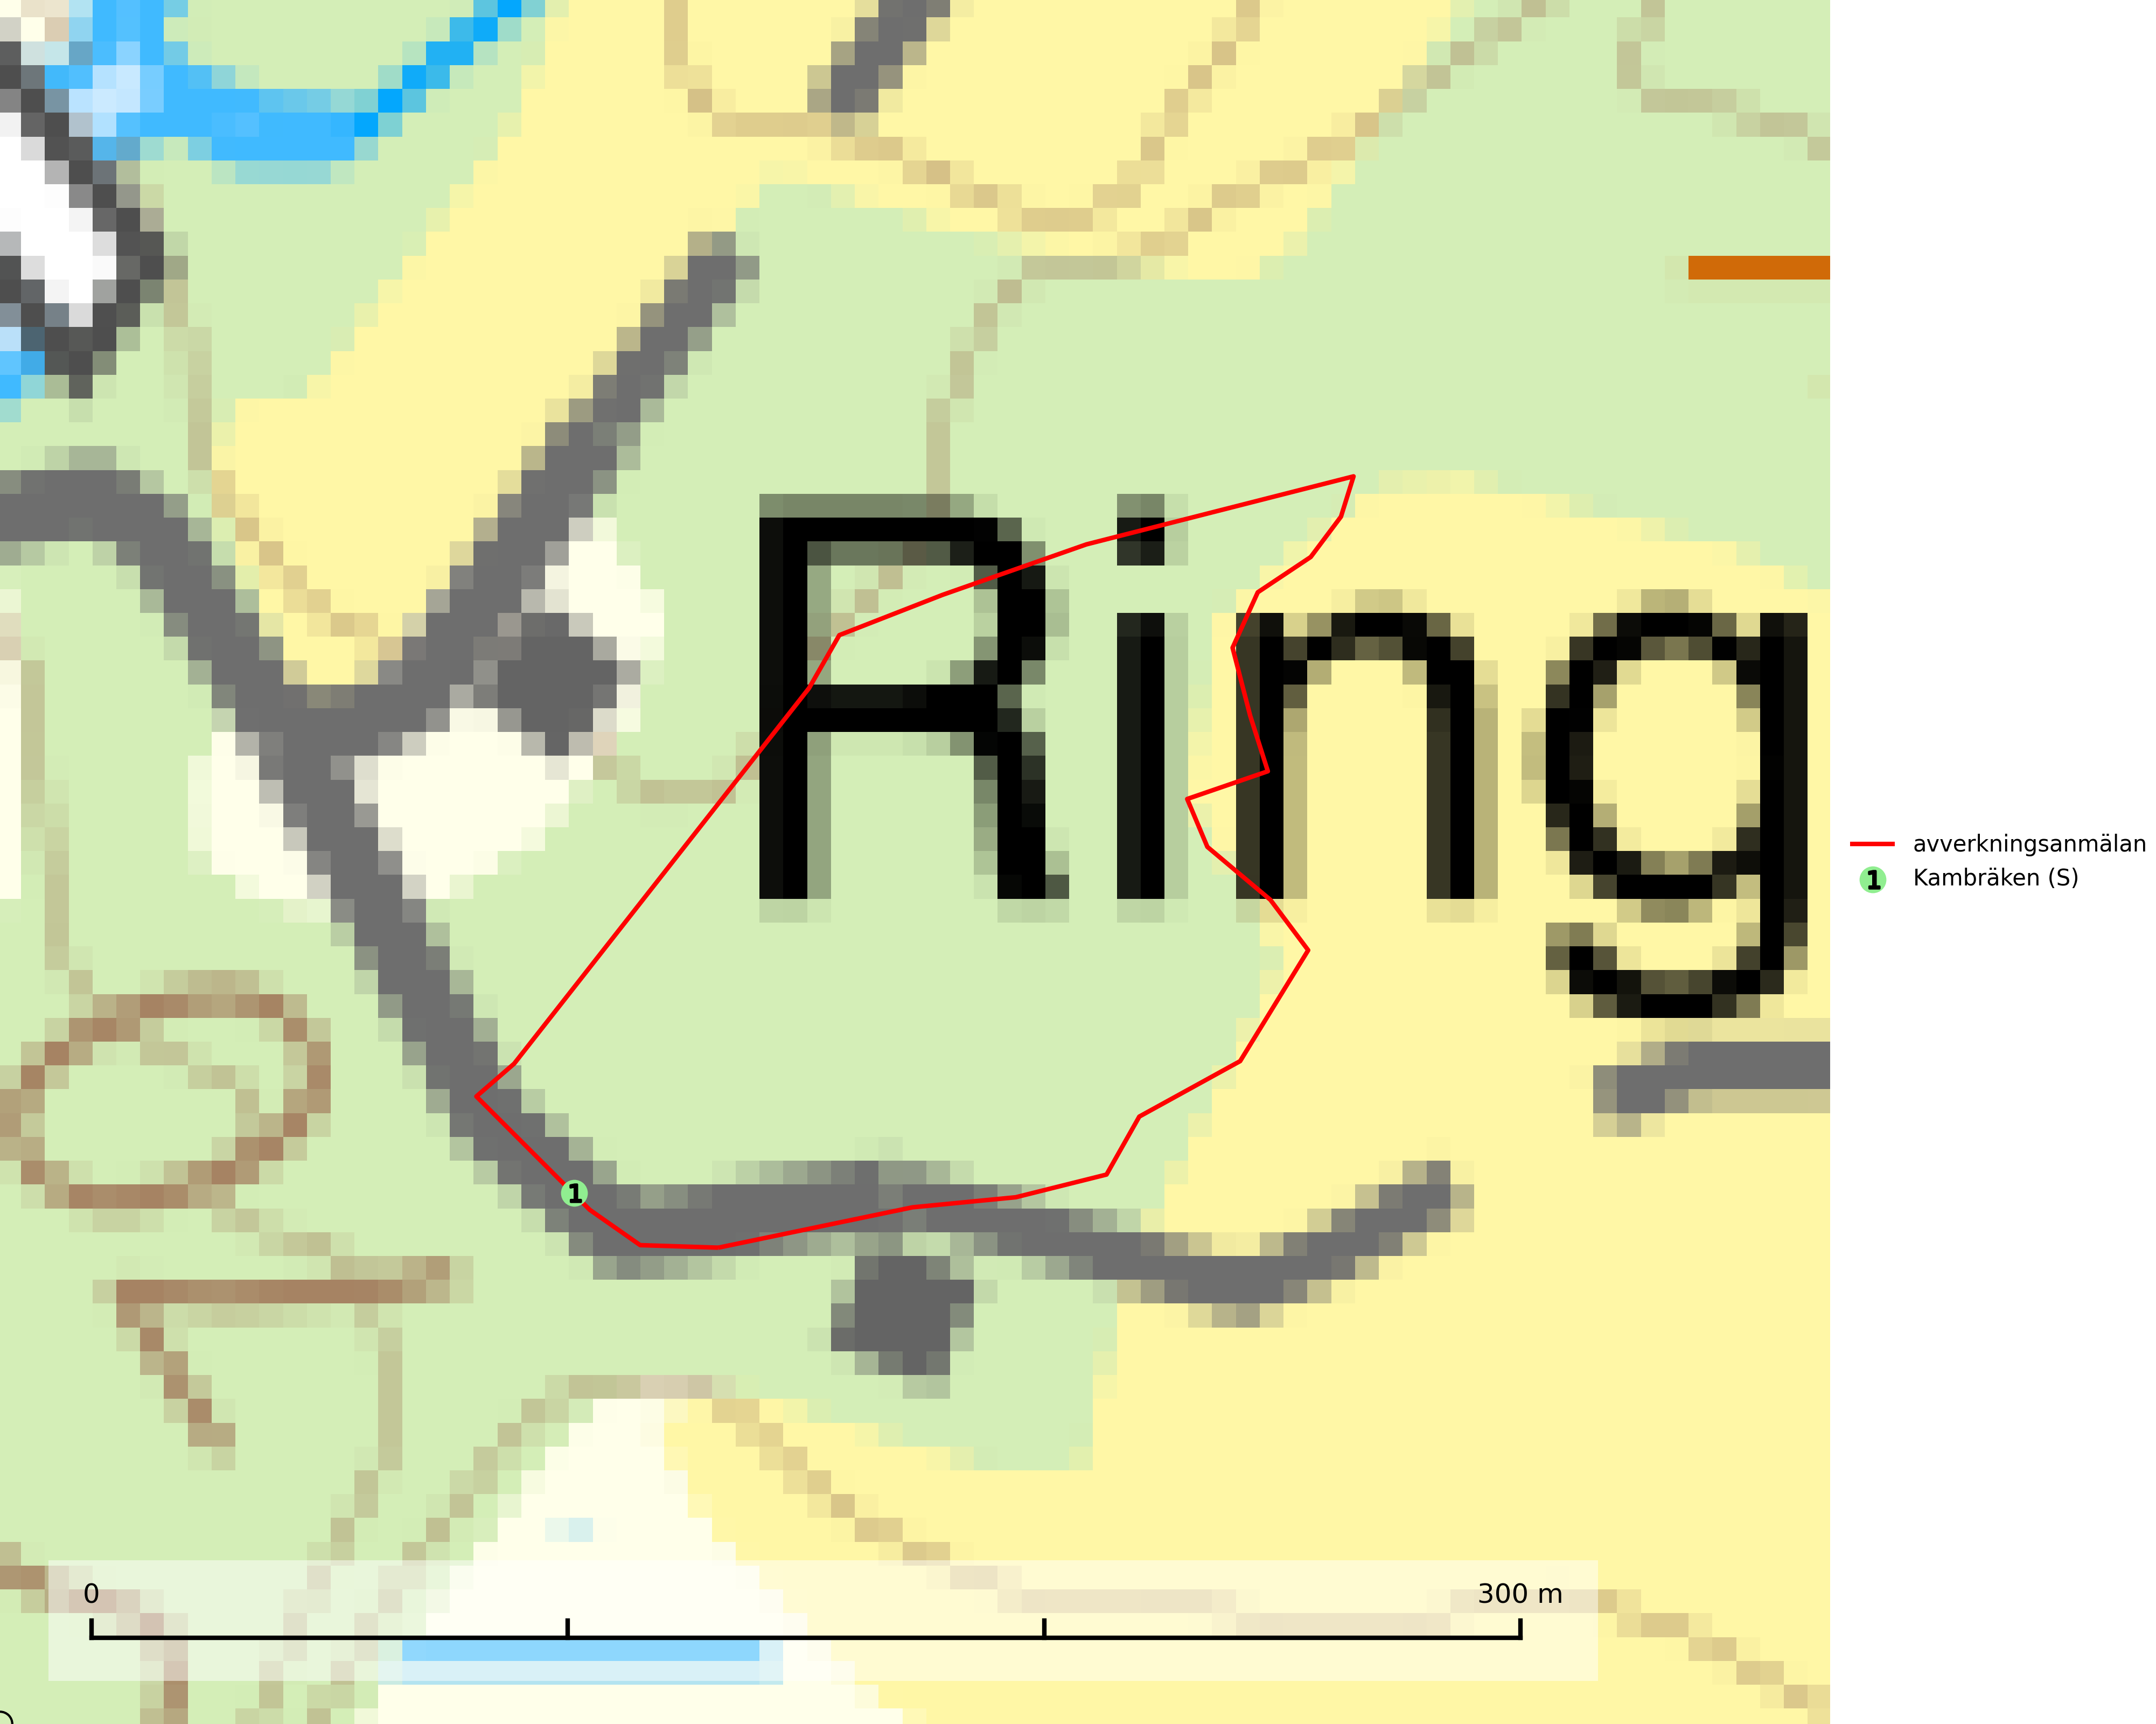 Ring
avverkningsanmälan
1 Kambräken (S)
1
0 300 m